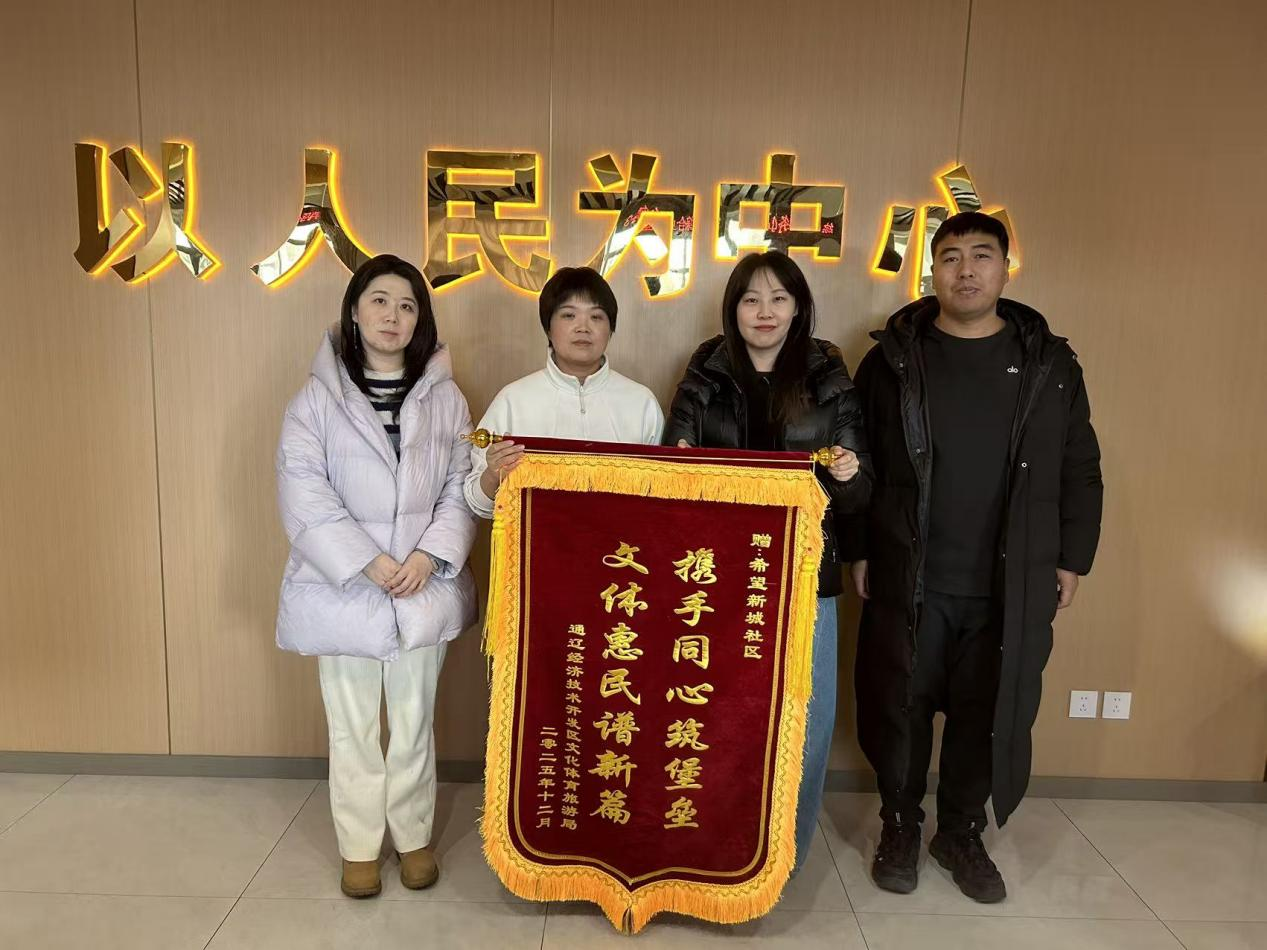 以人民为中心
赠：希望新城社区
携手同心筑堡垒
文体惠民谱新篇
通辽经济技术开发区文化体育旅游局
二零二五年十二月
alo